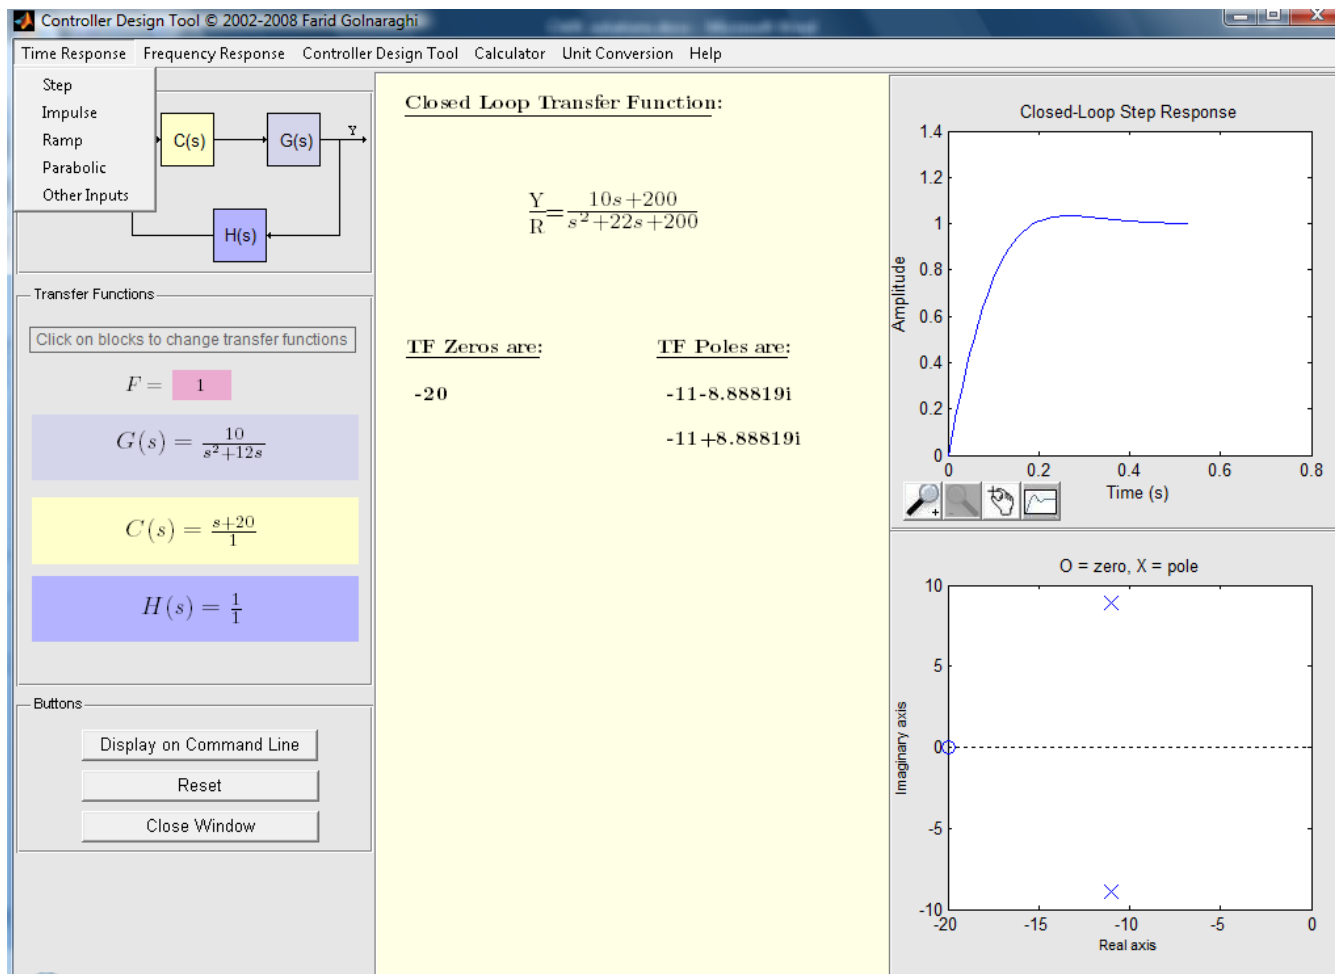 Controller Design Tool © 2002-2008 Farid Golnaraghi
Time Response Frequency Response Controller Design Tool Calculator Unit Conversion Help
Step
Impulse
Ramp
Parabolic
Other Inputs
C(s)
G(s)
Y
H(s)
Transfer Functions
Click on blocks to change transfer functions
F = 1
G(s) = 10/(s²+12s)
C(s) = (s+20)/1
H(s) = 1/1
Buttons
Display on Command Line
Reset
Close Window
Closed Loop Transfer Function:
Y/R = (10s+200)/(s²+22s+200)
TF Zeros are: TF Poles are:
-20 -11-8.88819i
-11+8.88819i
Closed-Loop Step Response
Amplitude
1.4
1.2
1
0.8
0.6
0.4
0.2
0
0 0.2 0.4 0.6 0.8
Time (s)
O = zero, X = pole
Imaginary axis
10
5
0
-5
-10
-20 -15 -10 -5 0
Real axis